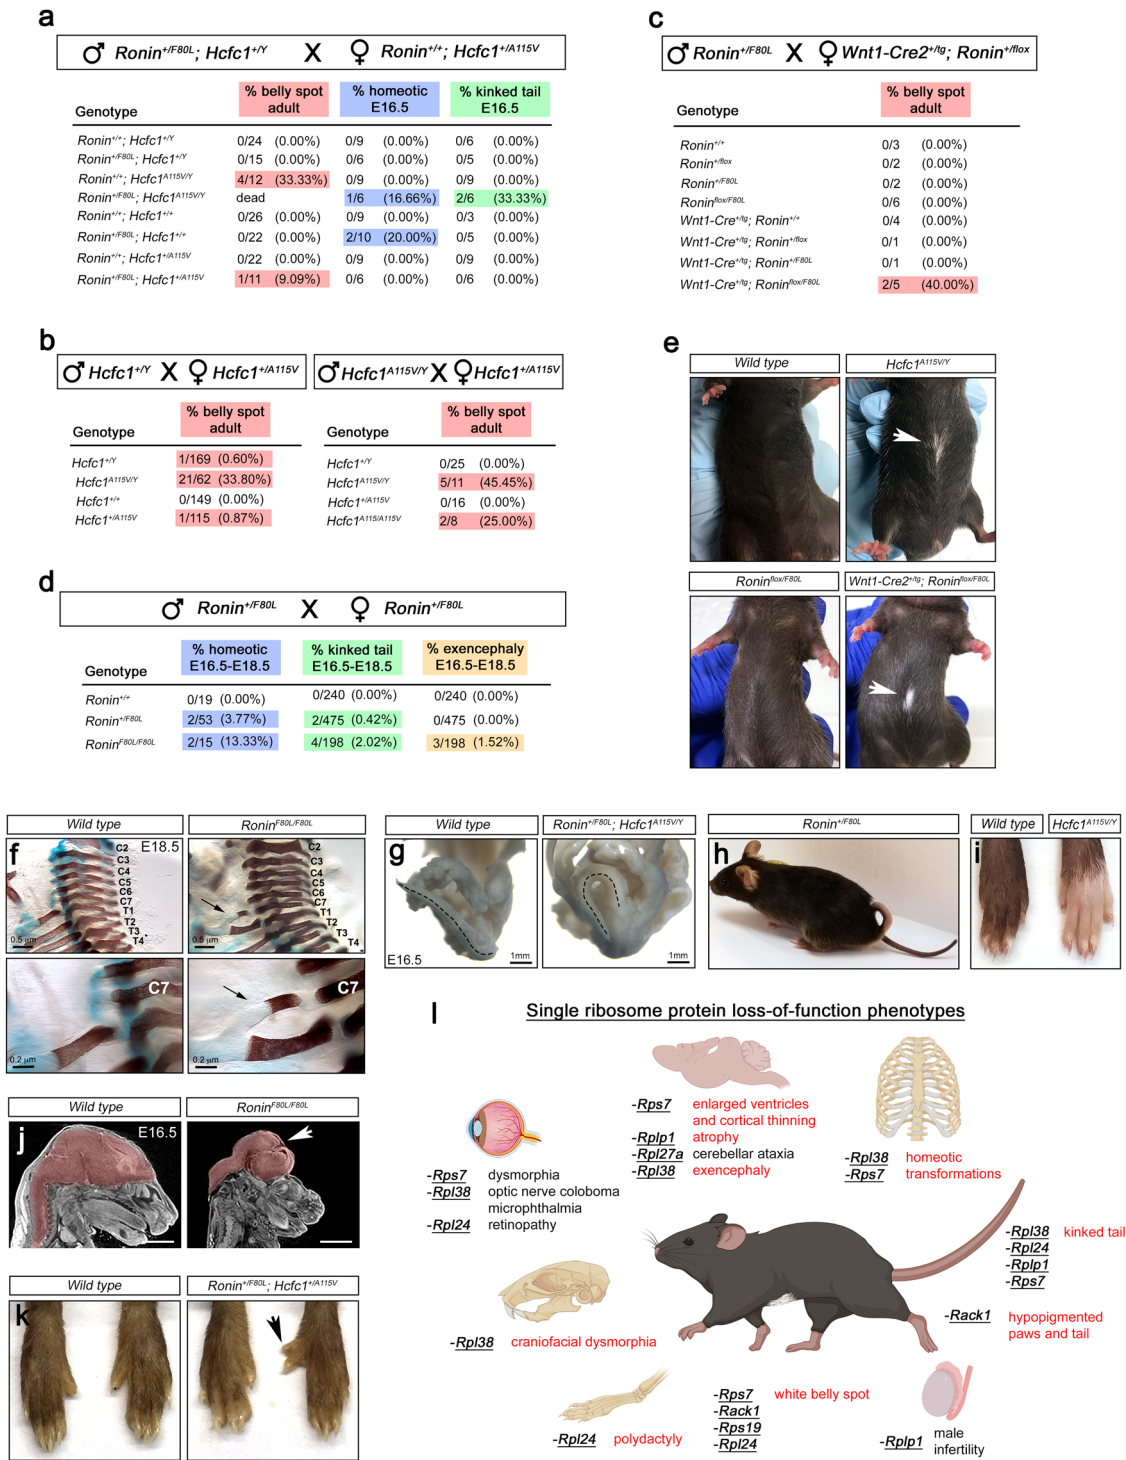 a
♂ Ronin+/F80L; Hcfc1+/Y X ♀ Ronin+/+; Hcfc1+/A115V
Genotype % belly spot adult % homeotic E16.5 % kinked tail E16.5
Ronin+/+; Hcfc1+/Y 0/24 (0.00%) 0/9 (0.00%) 0/6 (0.00%)
Ronin+/F80L; Hcfc1+/Y 0/15 (0.00%) 0/6 (0.00%) 0/5 (0.00%)
Ronin+/+; Hcfc1A115V/Y 4/12 (33.33%) 0/9 (0.00%) 0/9 (0.00%)
Ronin+/F80L; Hcfc1A115V/Y dead 1/6 (16.66%) 2/6 (33.33%)
Ronin+/+; Hcfc1+/+ 0/26 (0.00%) 0/9 (0.00%) 0/3 (0.00%)
Ronin+/F80L; Hcfc1+/+ 0/22 (0.00%) 2/10 (20.00%) 0/5 (0.00%)
Ronin+/+; Hcfc1+/A115V 0/22 (0.00%) 0/9 (0.00%) 0/9 (0.00%)
Ronin+/F80L; Hcfc1+/A115V 1/11 (9.09%) 0/6 (0.00%) 0/6 (0.00%)
c
♂ Ronin+/F80L X ♀ Wnt1-Cre2+/tg; Ronin+/flox
Genotype % belly spot adult
Ronin+/+ 0/3 (0.00%)
Ronin+/flox 0/2 (0.00%)
Ronin+/F80L 0/2 (0.00%)
Roninflox/F80L 0/6 (0.00%)
Wnt1-Cre+/tg; Ronin+/+ 0/4 (0.00%)
Wnt1-Cre+/tg; Ronin+/flox 0/1 (0.00%)
Wnt1-Cre+/tg; Ronin+/F80L 0/1 (0.00%)
Wnt1-Cre+/tg; Roninflox/F80L 2/5 (40.00%)
b
♂ Hcfc1+/Y X ♀ Hcfc1+/A115V
Genotype % belly spot adult
Hcfc1+/Y 1/169 (0.60%)
Hcfc1A115V/Y 21/62 (33.80%)
Hcfc1+/+ 0/149 (0.00%)
Hcfc1+/A115V 1/115 (0.87%)
♂ Hcfc1A115V/Y X ♀ Hcfc1+/A115V
Genotype % belly spot adult
Hcfc1+/Y 0/25 (0.00%)
Hcfc1A115V/Y 5/11 (45.45%)
Hcfc1+/A115V 0/16 (0.00%)
Hcfc1A115/A115V 2/8 (25.00%)
e
Wild type Hcfc1A115V/Y
Roninflox/F80L Wnt1-Cre2+/tg; Roninflox/F80L
d
♂ Ronin+/F80L X ♀ Ronin+/F80L
Genotype % homeotic E16.5-E18.5 % kinked tail E16.5-E18.5 % exencephaly E16.5-E18.5
Ronin+/+ 0/19 (0.00%) 0/240 (0.00%) 0/240 (0.00%)
Ronin+/F80L 2/53 (3.77%) 2/475 (0.42%) 0/475 (0.00%)
RoninF80L/F80L 2/15 (13.33%) 4/198 (2.02%) 3/198 (1.52%)
Wild type RoninF80L/F80L
f E18.5
C2
C3
C4
C5
C6
C7
T1
T2
T3
T4
0.5 μm
C2
C3
C4
C5
C6
C7
T1
T2
T3
T4
0.5 μm
C7
0.2 μm
C7
0.2 μm
Wild type Ronin+/F80L; Hcfc1A115V/Y
g
E16.5 1mm
1mm
Ronin+/F80L
h
Wild type Hcfc1A115V/Y
i
Wild type RoninF80L/F80L
j E16.5
Wild type Ronin+/F80L; Hcfc1+/A115V
k
l
Single ribosome protein loss-of-function phenotypes
-Rps7 dysmorphia
-Rpl38 optic nerve coloboma
microphthalmia
-Rpl24 retinopathy
-Rps7 enlarged ventricles
and cortical thinning
-Rplp1 atrophy
-Rpl27a cerebellar ataxia
-Rpl38 exencephaly
-Rpl38 homeotic
-Rps7 transformations
-Rpl38 kinked tail
-Rpl24
-Rplp1
-Rps7
-Rack1 hypopigmented
paws and tail
-Rpl38 craniofacial dysmorphia
-Rpl24 polydactyly
-Rps7 white belly spot
-Rack1
-Rps19
-Rpl24
-Rplp1 male
infertility